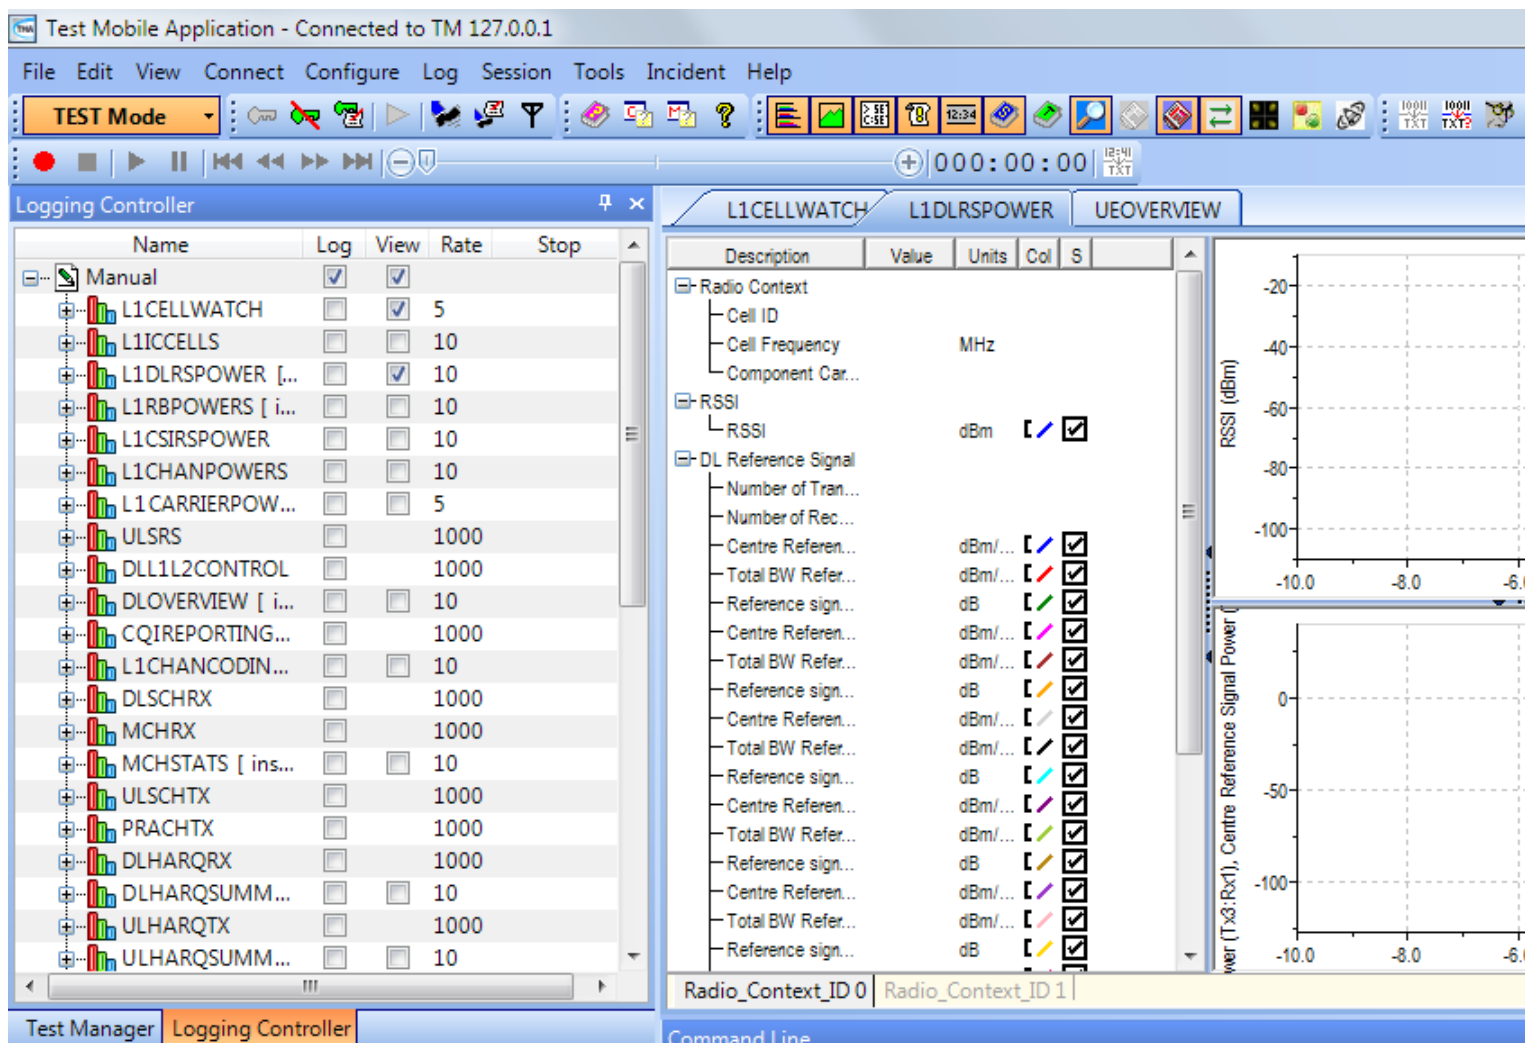 Test Mobile Application - Connected to TM 127.0.0.1
File Edit View Connect Configure Log Session Tools Incident Help
TEST Mode
000:00:00
Logging Controller
Name Log View Rate Stop
Manual
L1CELLWATCH 5
L1ICCELLS 10
L1DLRSPOWER [... 10
L1RBPOWERS [ i... 10
L1CSIRSPOWER 10
L1CHANPOWERS 10
L1CARRIERPOW... 5
ULSRS 1000
DLL1L2CONTROL 1000
DLOVERVIEW [ i... 10
CQIREPORTING... 1000
L1CHANCODIN... 10
DLSCHRX 1000
MCHRX 1000
MCHSTATS [ ins... 10
ULSCHTX 1000
PRACHTX 1000
DLHARQRX 1000
DLHARQSUMM... 10
ULHARQTX 1000
ULHARQSUMM... 10
Test Manager Logging Controller
L1CELLWATCH L1DLRSPOWER UEOVERVIEW
Description Value Units Col S
Radio Context
Cell ID
Cell Frequency MHz
Component Car...
RSSI
RSSI dBm
DL Reference Signal
Number of Tran...
Number of Rec...
Centre Referen... dBm/...
Total BW Refer... dBm/...
Reference sign... dB
Centre Referen... dBm/...
Total BW Refer... dBm/...
Reference sign... dB
Centre Referen... dBm/...
Total BW Refer... dBm/...
Reference sign... dB
Centre Referen... dBm/...
Total BW Refer... dBm/...
Reference sign... dB
Centre Referen... dBm/...
Total BW Refer... dBm/...
Reference sign... dB
Radio_Context_ID 0 Radio_Context_ID 1
Command Line
RSSI (dBm)
-20
-40
-60
-80
-100
-10.0 -8.0 -6.
wer (Tx3:Rx1), Centre Reference Signal Power (
0
-50
-100
-10.0 -8.0 -6.